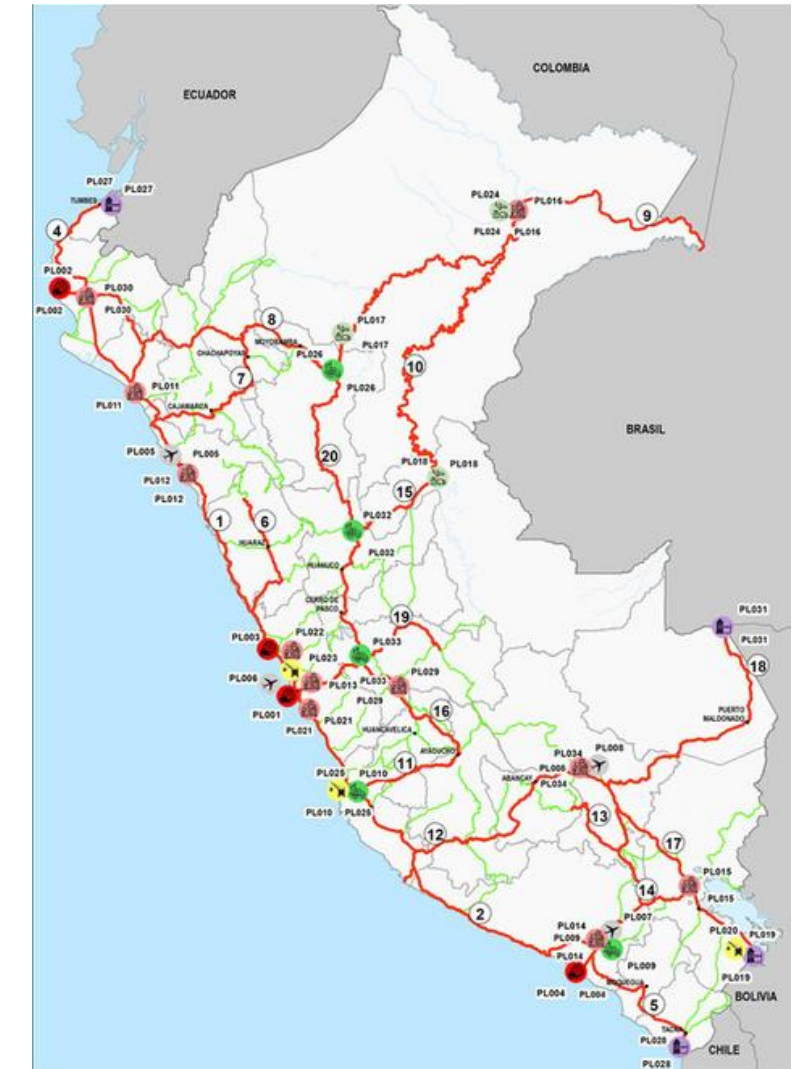 COLOMBIA
ECUADOR
PL027
PL027
TUMBES
PL024
PL016
9
PL024
PL016
4
PL002
PL030
PL002
PL030
8
PL017
MOYOBAMBA
PL017
CHACHAPOYAS
PL026
10
7
PL026
PL011
PL011
CAJAMARCA
BRASIL
PL005
PL005
20
PL018
PL018
PL012
15
PL012
1
6
PL032
HUARAZ
PL032
HUANUCO
CERRO DE
PASCO
PL031
19
PL003
PL022
PL031
PL023
PL033
18
PL006
PL013
PL033
PL029
PL029
PL001
PL021
16
PUERTO
MALDONADO
PL021
HUANCAVELICA
AYACUCHO
PL034
PL008
PL025
PL010
11
ABANCAY
PL008
PL034
PL010
PL025
13
12
17
PL015
14
PL015
2
PL007
PL014
PL020
PL019
PL009
PL014
PL009
PL019
MOQUEGUA
PL004
PL004
5
BOLIVIA
TACNA
PL028
CHILE
PL028